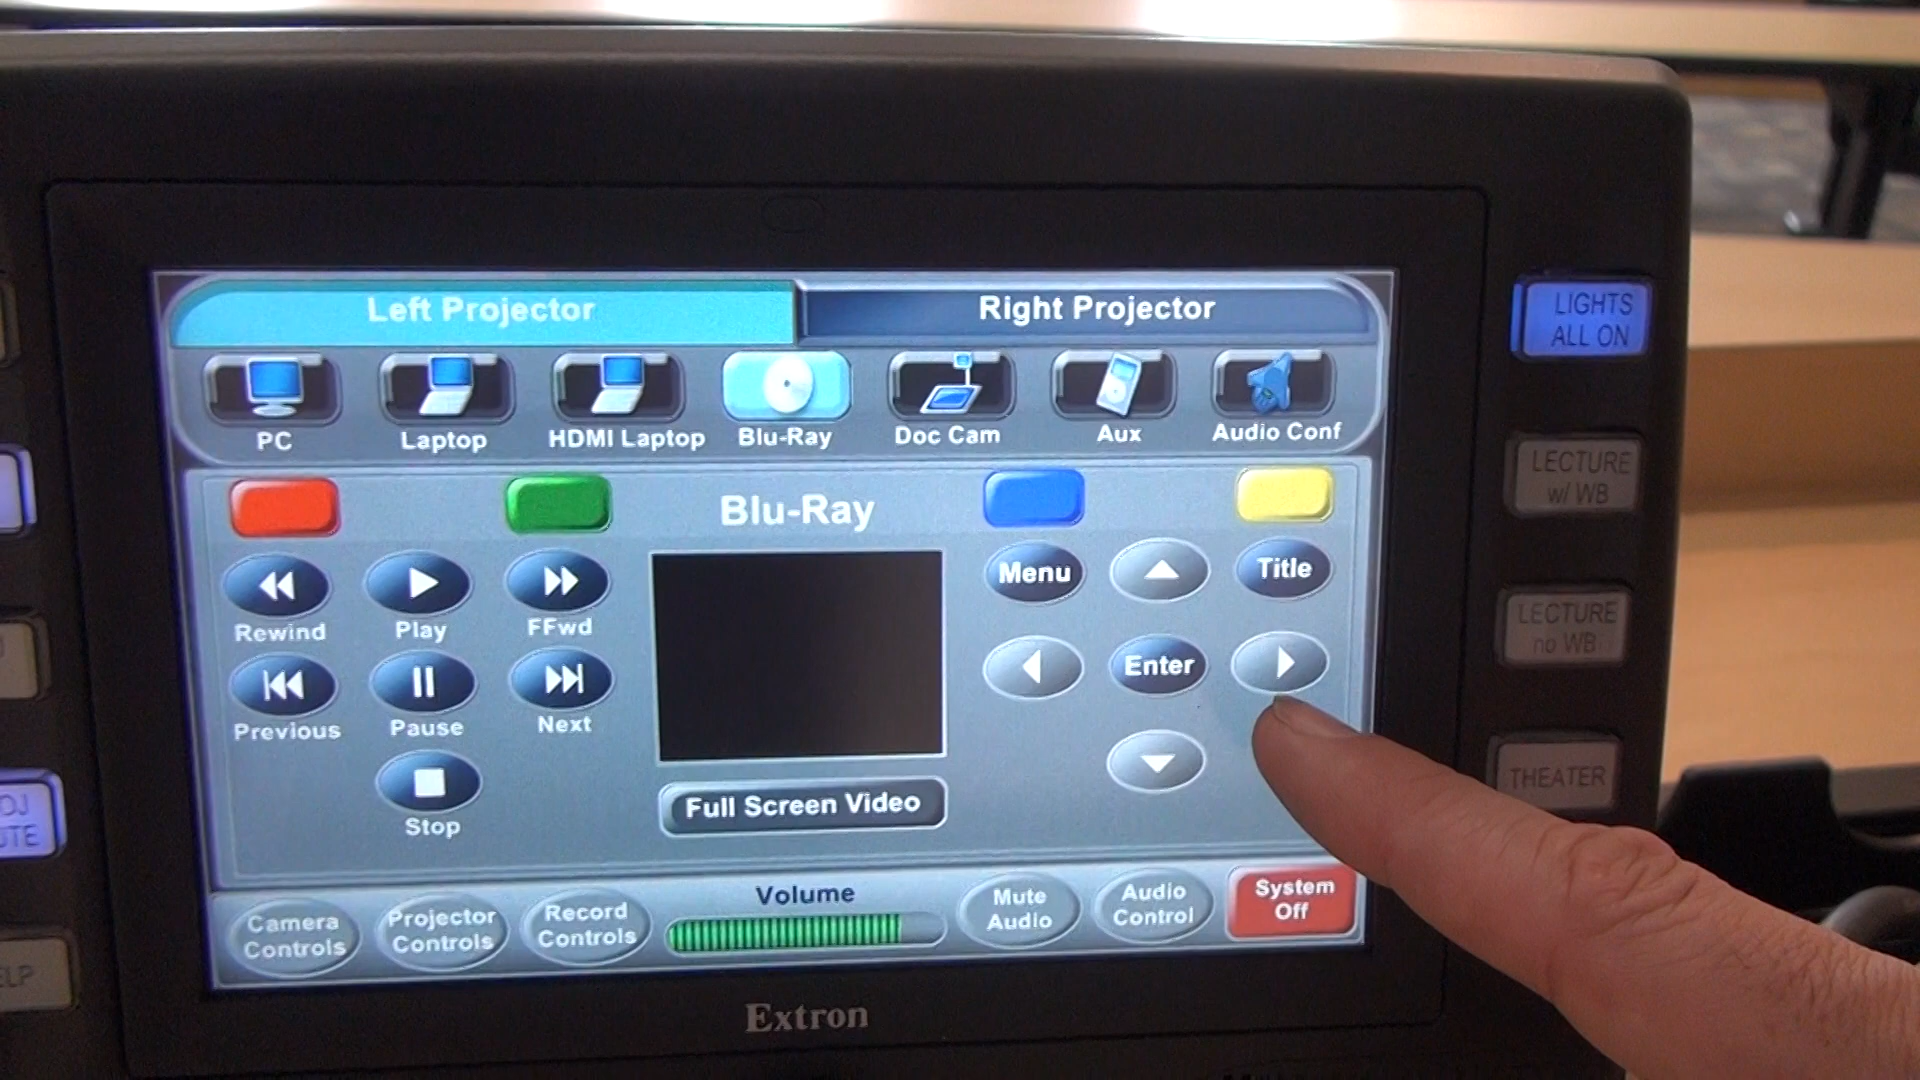 Left Projector
Right Projector
PC
Laptop
HDMI Laptop
Blu-Ray
Doc Cam
Aux
Audio Conf
Blu-Ray
Menu
Title
Rewind
Play
FFwd
Enter
Previous
Pause
Next
Stop
Full Screen Video
Camera
Controls
Projector
Controls
Record
Controls
Volume
Mute
Audio
Audio
Control
System
Off
Extron
LIGHTS
ALL ON
LECTURE
w/ WB
LECTURE
no WB
THEATER